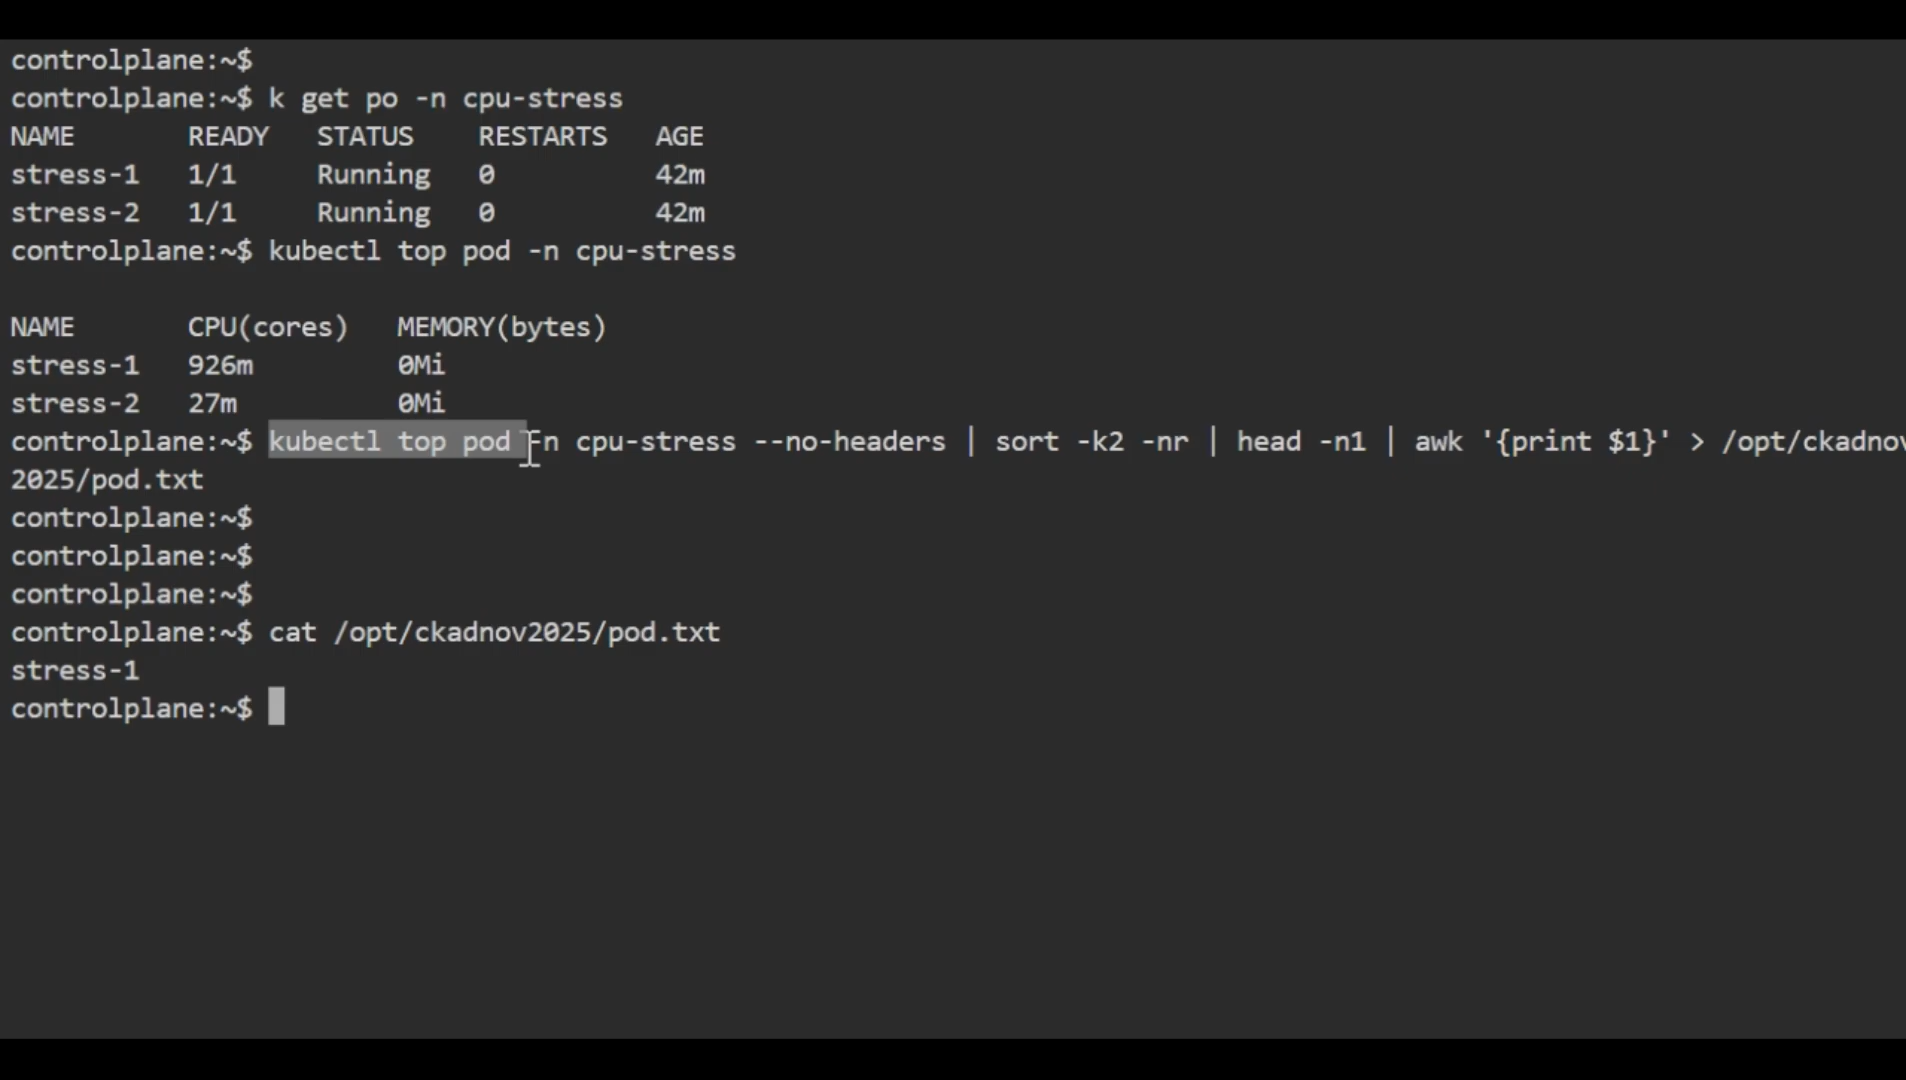 controlplane:~$
controlplane:~$ k get po -n cpu-stress
NAME       READY   STATUS    RESTARTS   AGE
stress-1   1/1     Running   0          42m
stress-2   1/1     Running   0          42m
controlplane:~$ kubectl top pod -n cpu-stress
NAME       CPU(cores)   MEMORY(bytes)
stress-1   926m         0Mi
stress-2   27m          0Mi
controlplane:~$ kubectl top pod -n cpu-stress --no-headers | sort -k2 -nr | head -n1 | awk '{print $1}' > /opt/ckadnov
2025/pod.txt
controlplane:~$
controlplane:~$
controlplane:~$
controlplane:~$ cat /opt/ckadnov2025/pod.txt
stress-1
controlplane:~$